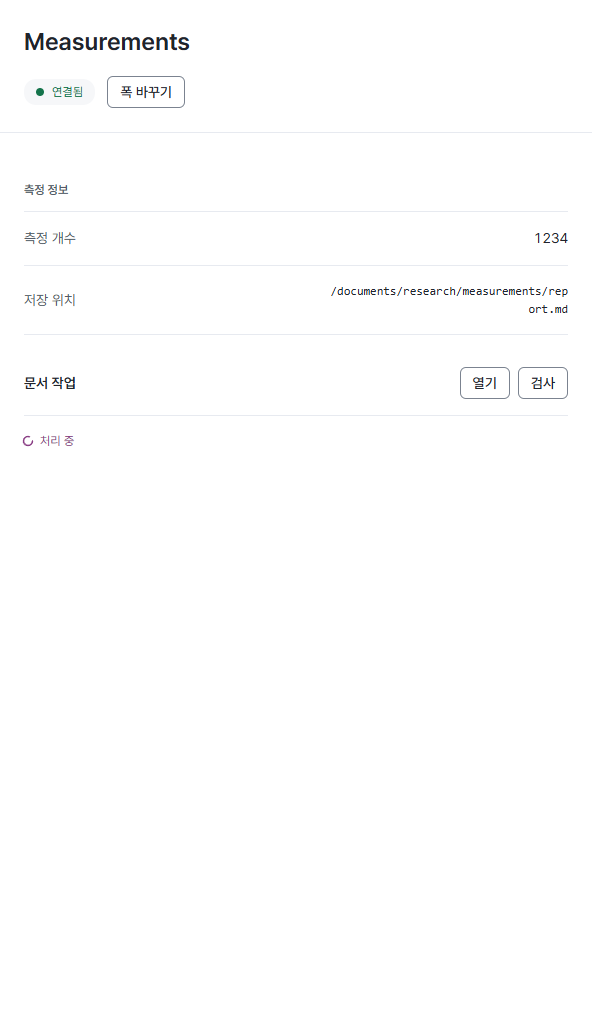 Measurements
연결됨
폭 바꾸기
측정 정보
측정 개수
1234
저장 위치
/documents/research/measurements/rep
ort.md
문서 작업
열기
검사
처리 중